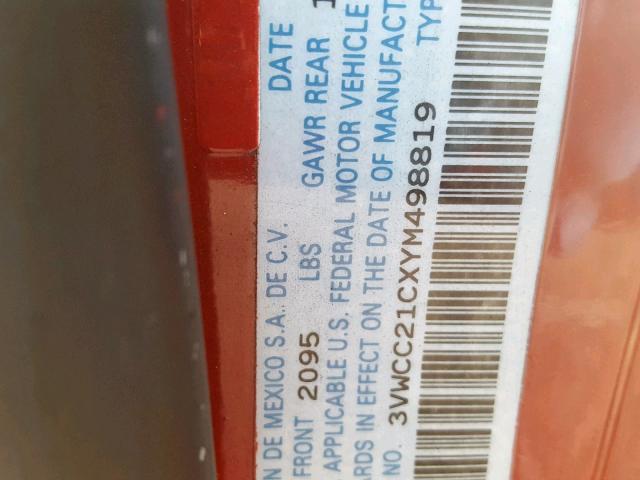 N DE MEXICO S.A. DE C.V. DATE
FRONT 2095 LBS GAWR REAR
APPLICABLE U.S. FEDERAL MOTOR VEHICLE
ARDS IN EFFECT ON THE DATE OF MANUFACT
NO. 3VWCC21CXYM498819 TYP